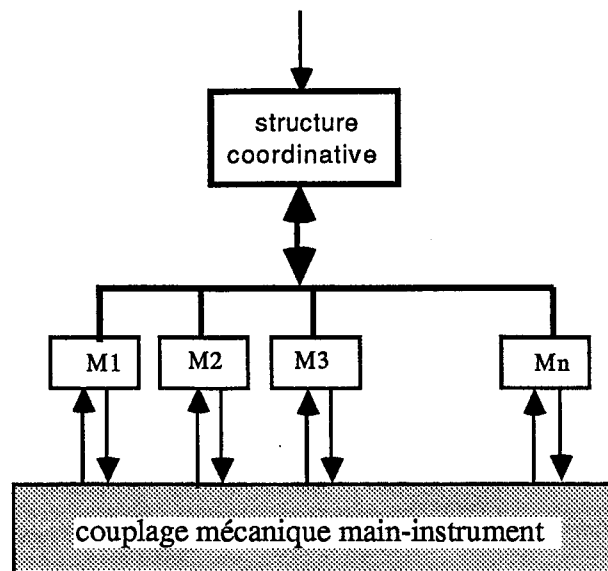 structure
coordinative
M1 M2 M3 Mn
couplage mécanique main-instrument